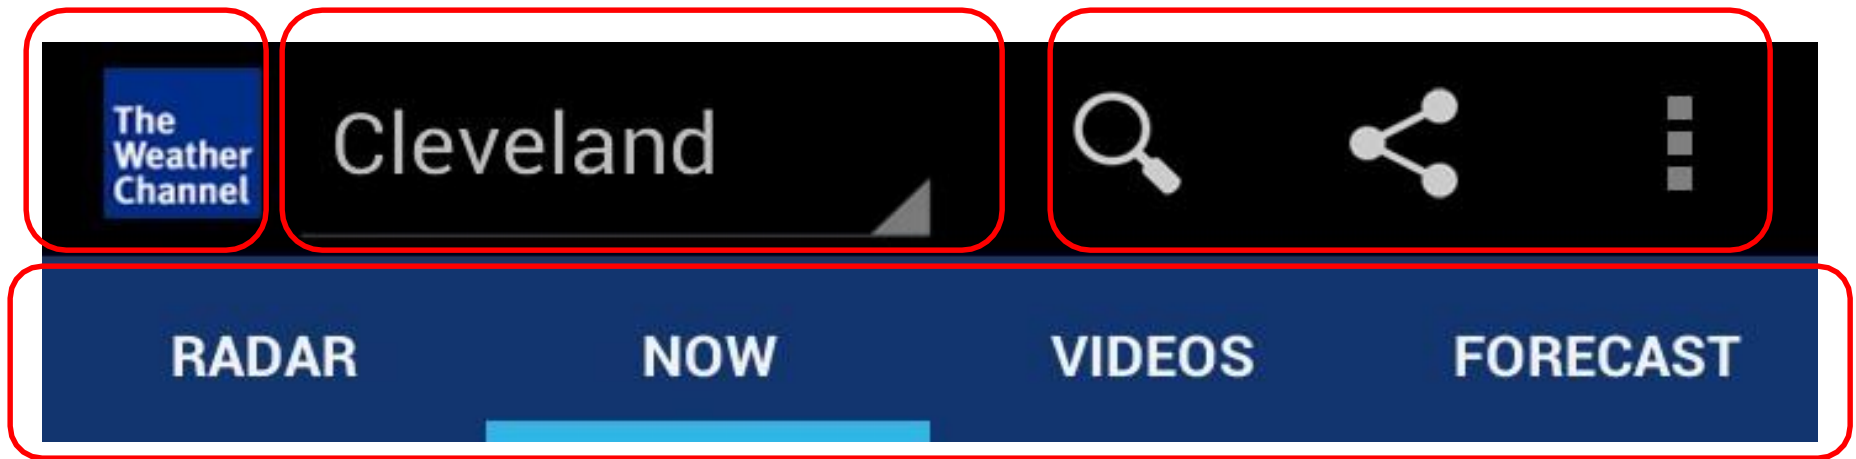 The
Weather
Channel
Cleveland
RADAR NOW VIDEOS FORECAST